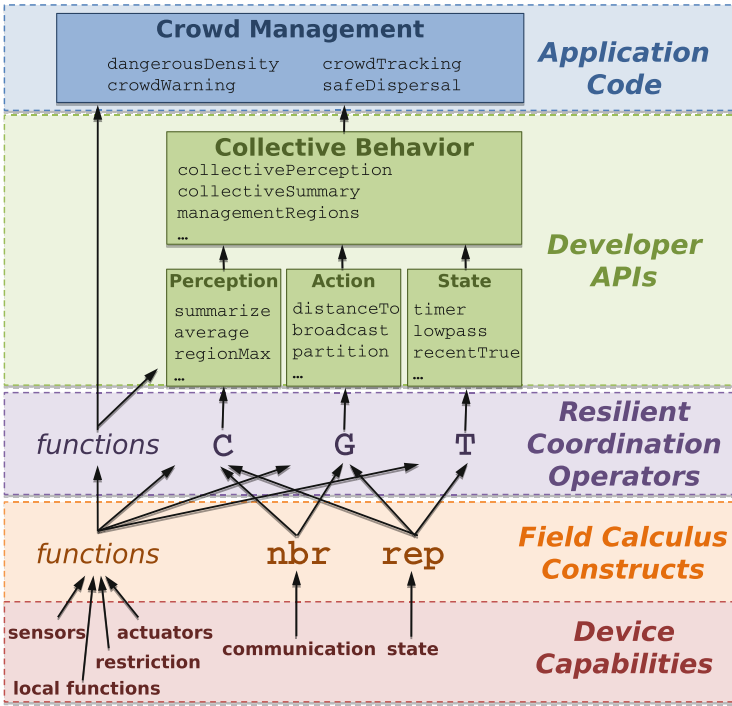 Crowd Management
dangerousDensity crowdTracking
crowdWarning safeDispersal
Application
Code
Collective Behavior
collectivePerception
collectiveSummary
managementRegions
…
Developer
APIs
Perception
summarize
average
regionMax
…
Action
distanceTo
broadcast
partition
…
State
timer
lowpass
recentTrue
…
functions C G T
Resilient
Coordination
Operators
functions nbr rep
Field Calculus
Constructs
sensors actuators
restriction
local functions
communication state
Device
Capabilities